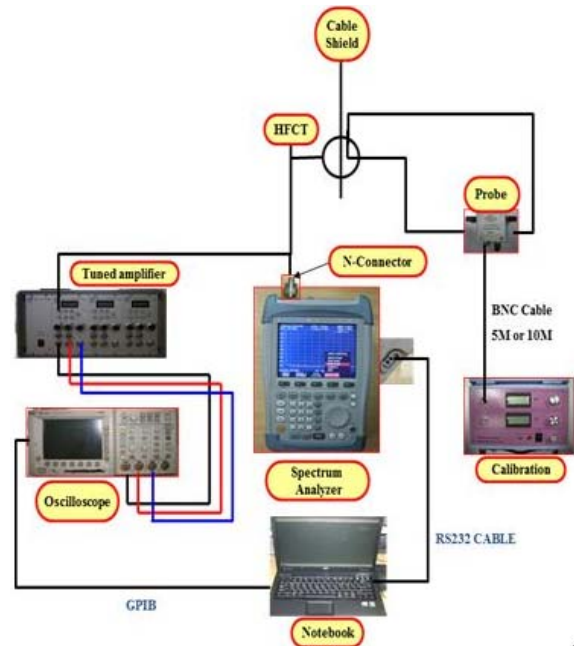 Cable
Shield
HFCT
Probe
Tuned amplifier
N-Connector
BNC Cable
5M or 10M
Oscilloscope
Spectrum
Analyzer
Calibration
RS232 CABLE
GPIB
Notebook